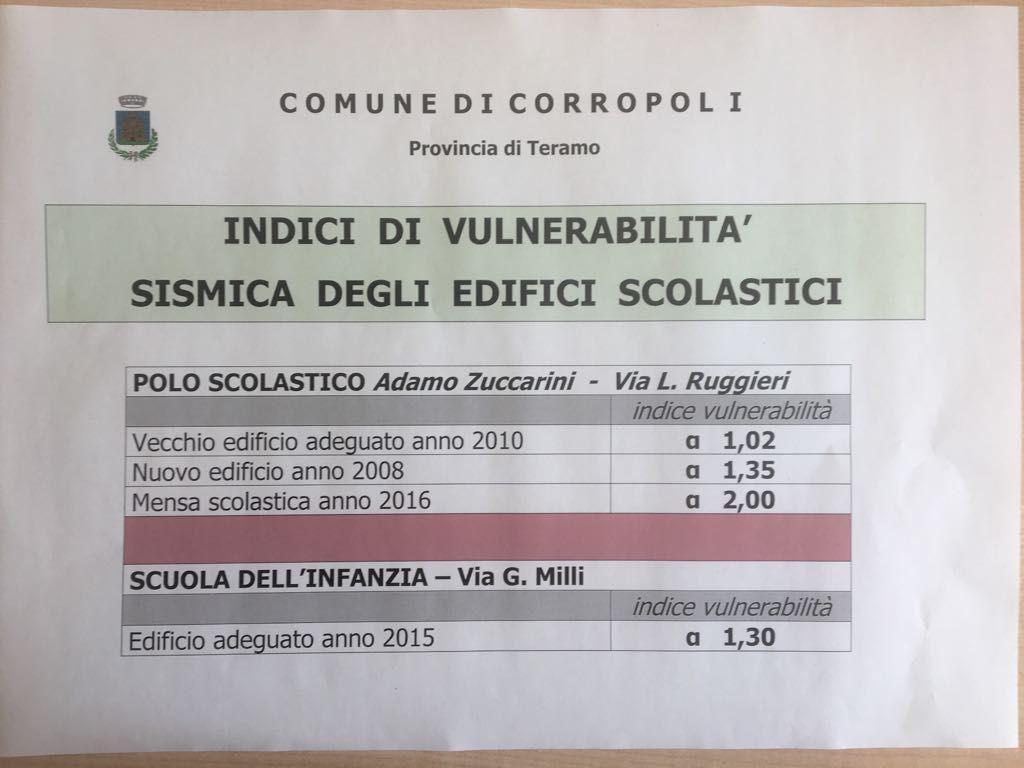 COMUNE DI CORROPOL I
Provincia di Teramo
INDICI DI VULNERABILITA’
SISMICA DEGLI EDIFICI SCOLASTICI
POLO SCOLASTICO Adamo Zuccarini - Via L. Ruggieri
indice vulnerabilità
Vecchio edificio adeguato anno 2010 α 1,02
Nuovo edificio anno 2008 α 1,35
Mensa scolastica anno 2016 α 2,00
SCUOLA DELL’INFANZIA – Via G. Milli
indice vulnerabilità
Edificio adeguato anno 2015 α 1,30